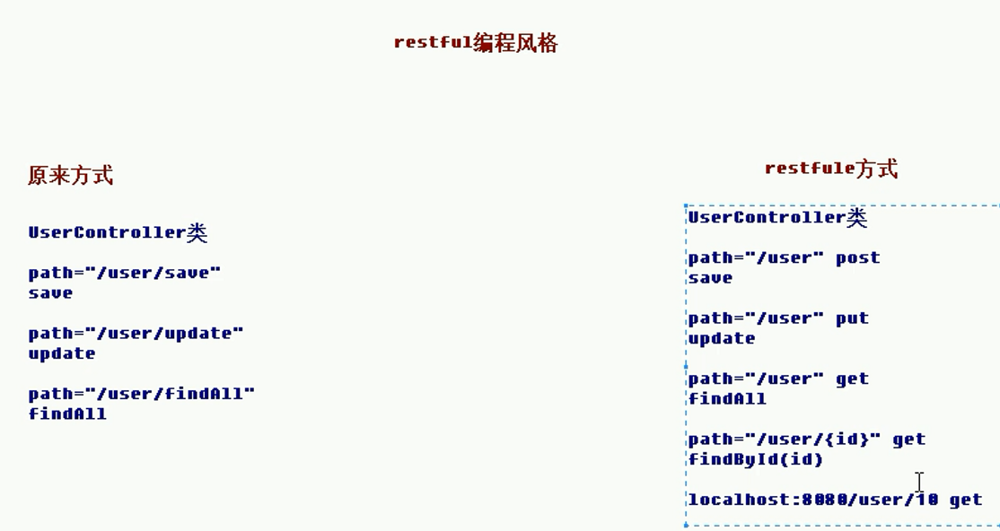 restful编程风格
原来方式
UserController类
path="/user/save"
save
path="/user/update"
update
path="/user/findAll"
findAll
restfule方式
UserController类
path="/user" post
save
path="/user" put
update
path="/user" get
findAll
path="/user/{id}" get
findById(id)
localhost:8080/user/10 get